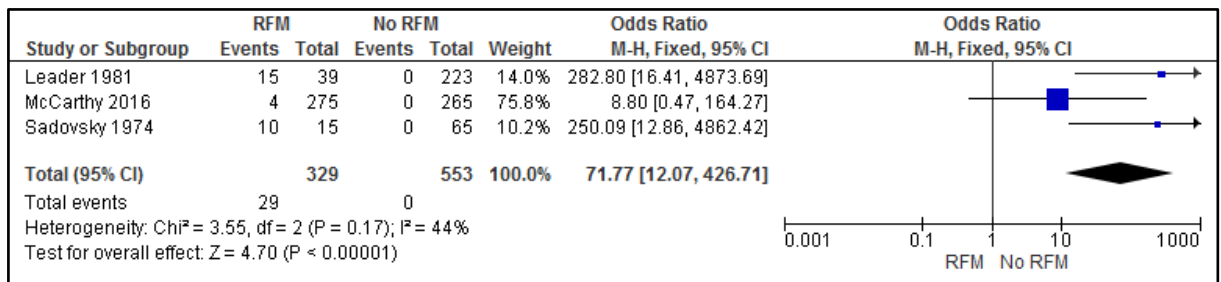 RFM No RFM Odds Ratio Odds Ratio
Study or Subgroup Events Total Events Total Weight M-H, Fixed, 95% CI M-H, Fixed, 95% CI
Leader 1981 15 39 0 223 14.0% 282.80 [16.41, 4873.69]
McCarthy 2016 4 275 0 265 75.8% 8.80 [0.47, 164.27]
Sadovsky 1974 10 15 0 65 10.2% 250.09 [12.86, 4862.42]
Total (95% CI) 329 553 100.0% 71.77 [12.07, 426.71]
Total events 29 0
Heterogeneity: Chi² = 3.55, df = 2 (P = 0.17); I² = 44%
Test for overall effect: Z = 4.70 (P < 0.00001)
0.001 0.1 1 10 1000
RFM No RFM